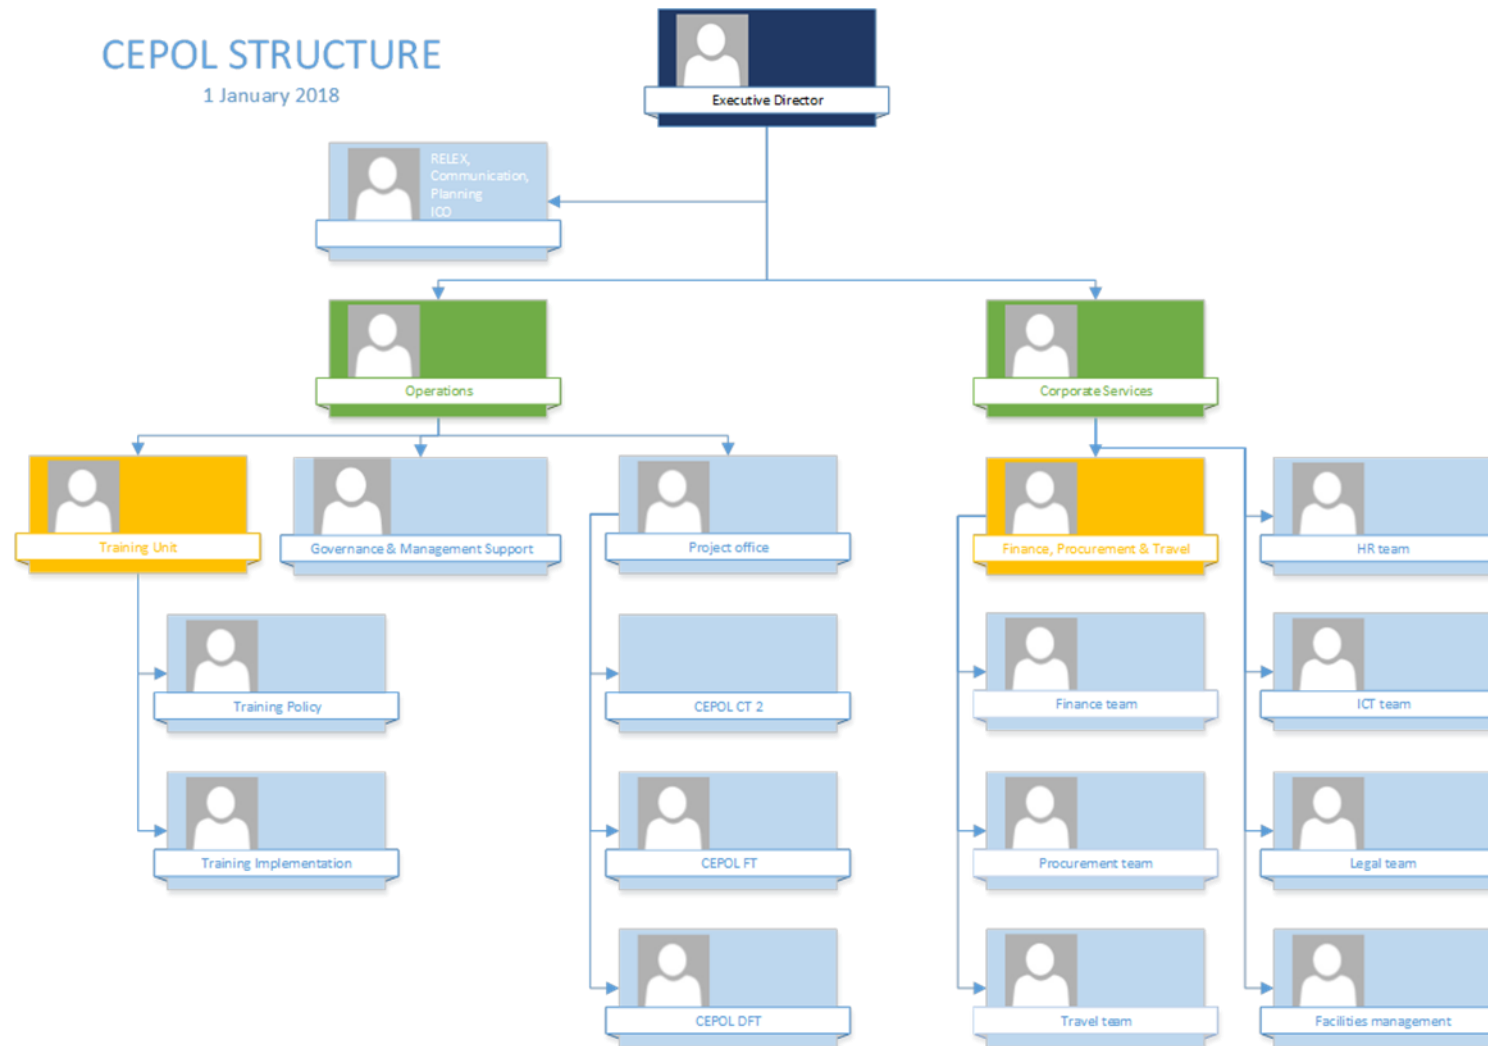 CEPOL STRUCTURE
1 January 2018
Executive Director
RELEX,
Communication,
Planning
ICO
Operations
Corporate Services
Training Unit
Governance & Management Support
Project office
Finance, Procurement & Travel
HR team
Training Policy
CEPOL CT 2
Finance team
ICT team
Training Implementation
CEPOL FT
Procurement team
Legal team
CEPOL DFT
Travel team
Facilities management